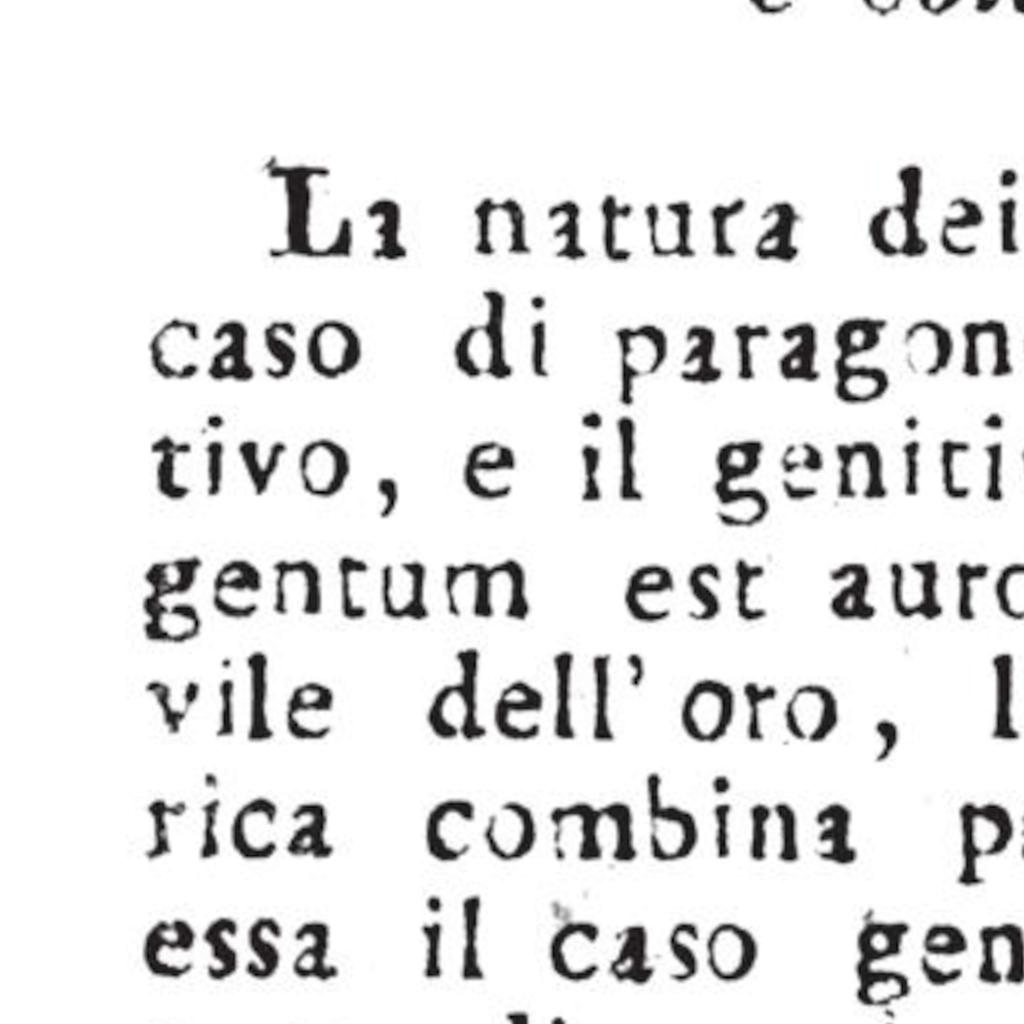 La natura dei
caso di paragon
tivo, e il geniti
gentum est auro
vile dell' oro, l
rica combina pa
essa il caso gen